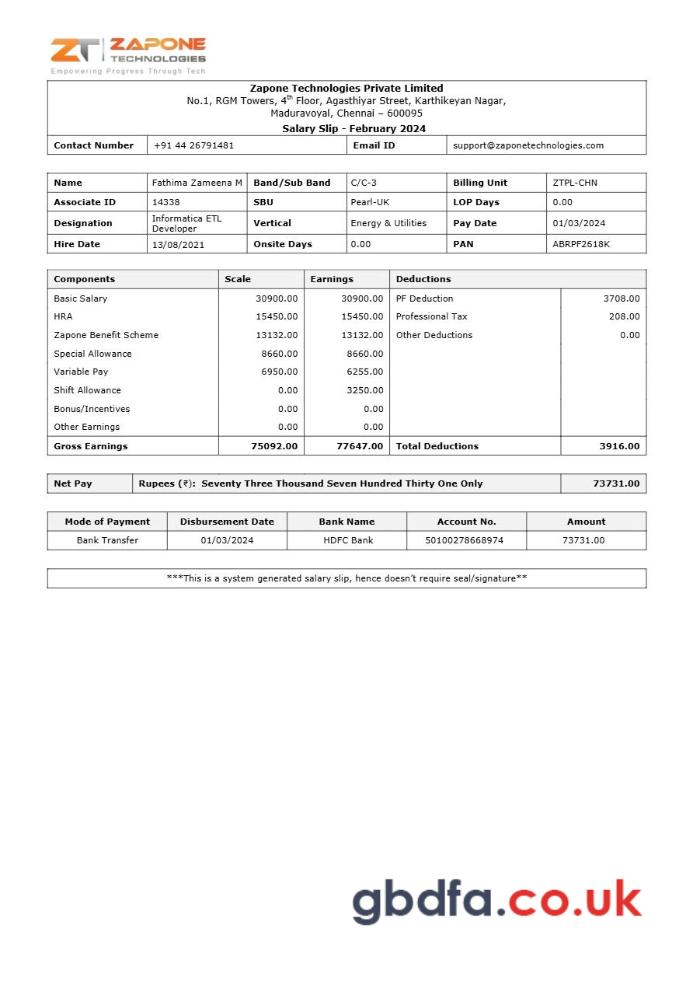 ZT ZAPONE
TECHNOLOGIES
Empowering Progress Through Tech
Zapone Technologies Private Limited
No.1, RGM Towers, 4th Floor, Agasthiyar Street, Karthikeyan Nagar,
Maduravoyal, Chennai – 600095
Salary Slip - February 2024
Contact Number +91 44 26791481 Email ID support@zaponetechnologies.com
Name Fathima Zameena M Band/Sub Band C/C-3 Billing Unit ZTPL-CHN
Associate ID 14338 SBU Pearl-UK LOP Days 0.00
Designation Informatica ETL Developer Vertical Energy & Utilities Pay Date 01/03/2024
Hire Date 13/08/2021 Onsite Days 0.00 PAN ABRPF2618K
Components Scale Earnings Deductions
Basic Salary 30900.00 30900.00 PF Deduction 3708.00
HRA 15450.00 15450.00 Professional Tax 208.00
Zapone Benefit Scheme 13132.00 13132.00 Other Deductions 0.00
Special Allowance 8660.00 8660.00
Variable Pay 6950.00 6255.00
Shift Allowance 0.00 3250.00
Bonus/Incentives 0.00 0.00
Other Earnings 0.00 0.00
Gross Earnings 75092.00 77647.00 Total Deductions 3916.00
Net Pay Rupees (₹): Seventy Three Thousand Seven Hundred Thirty One Only 73731.00
Mode of Payment Disbursement Date Bank Name Account No. Amount
Bank Transfer 01/03/2024 HDFC Bank 50100278668974 73731.00
***This is a system generated salary slip, hence doesn't require seal/signature**
gbdfa.co.uk